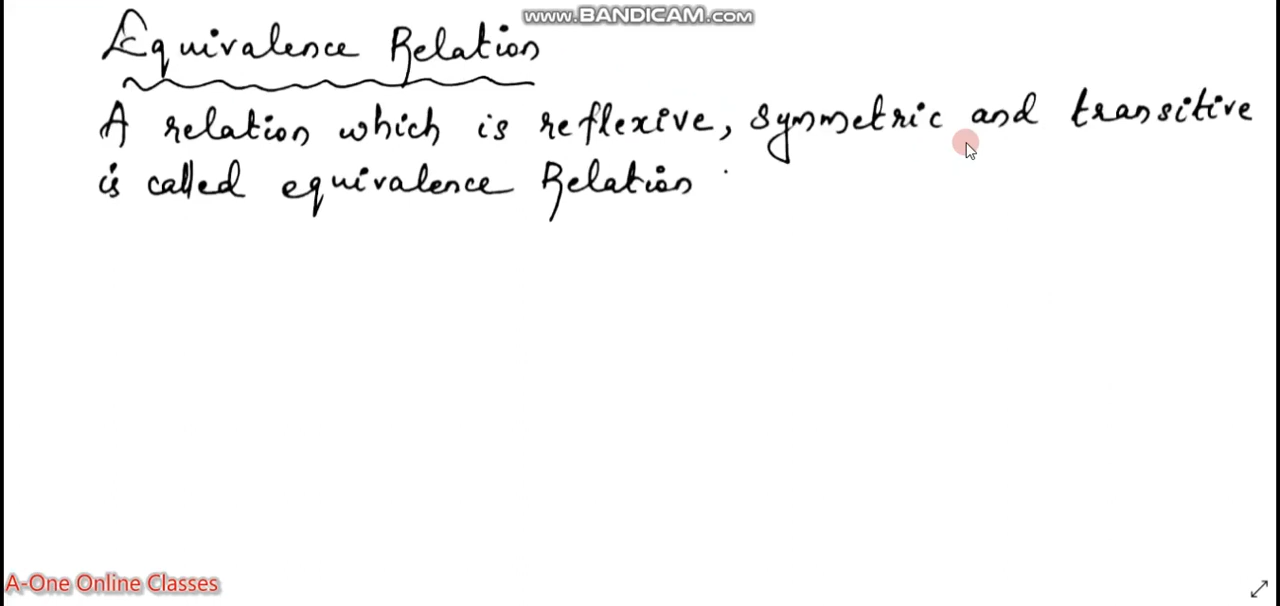 www.BANDICAM.com
Equivalence Relation
A relation which is reflexive, symmetric and transitive
is called equivalence Relation.
A-One Online Classes